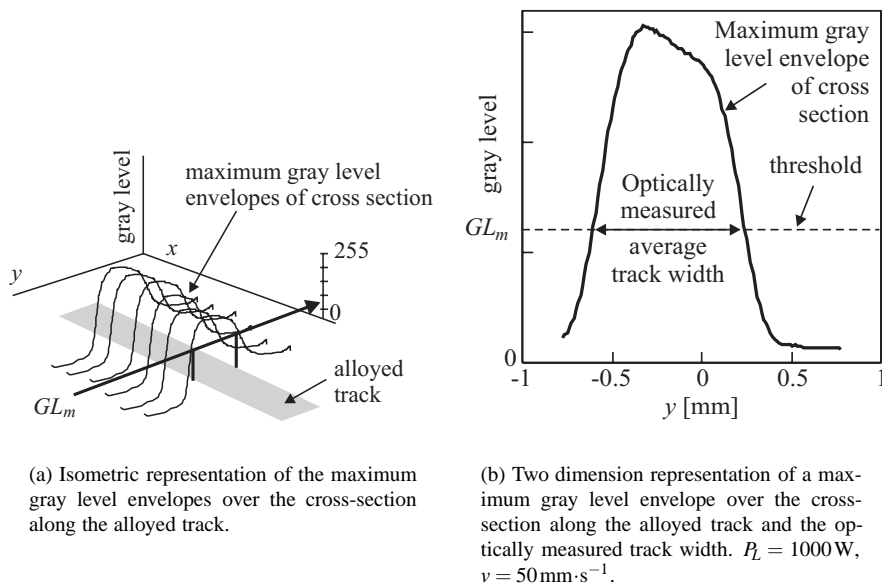 gray level
maximum gray level
envelopes of cross section
x
y
255
0
GLm
alloyed
track
Maximum gray
level envelope
of cross
section
gray level
threshold
Optically
measured
GLm
average
track width
0
-1 -0.5 0 0.5 1
y [mm]
(a) Isometric representation of the maximum
gray level envelopes over the cross-section
along the alloyed track.
(b) Two dimension representation of a max-
imum gray level envelope over the cross-
section along the alloyed track and the op-
tically measured track width. PL = 1000W,
v = 50mm·s−1.